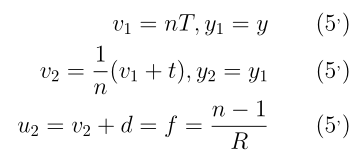 v₁ = nT, y₁ = y (5’)
v₂ = 1/n (v₁ + t), y₂ = y₁ (5’)
u₂ = v₂ + d = f = (n − 1)/R (5’)